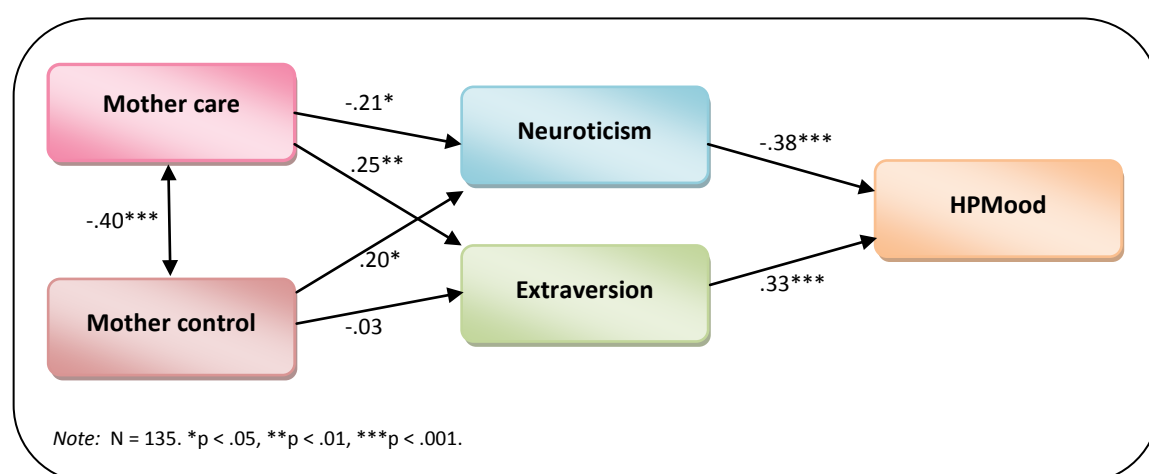 Mother care
-.21*
Neuroticism
-.38***
.25**
HPMood
-.40***
.20*
Extraversion
.33***
Mother control
-.03
Note: N = 135. *p < .05, **p < .01, ***p < .001.